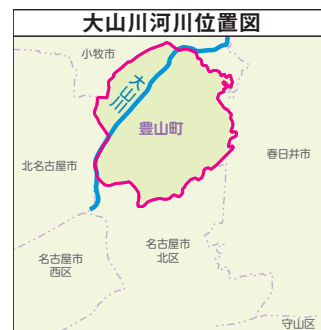 大山川河川位置図
小牧市
大山川
豊山町
春日井市
北名古屋市
名古屋市
北区
名古屋市
西区
守山区